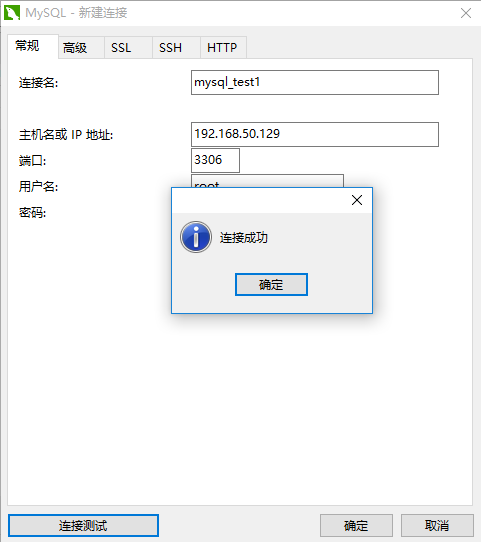 MySQL - 新建连接
常规 高级 SSL SSH HTTP
连接名: mysql_test1
主机名或 IP 地址: 192.168.50.129
端口: 3306
用户名: root
密码:
连接成功
确定
连接测试 确定 取消